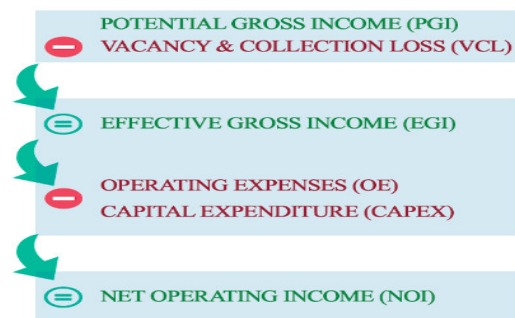 POTENTIAL GROSS INCOME (PGI)
VACANCY & COLLECTION LOSS (VCL)
EFFECTIVE GROSS INCOME (EGI)
OPERATING EXPENSES (OE)
CAPITAL EXPENDITURE (CAPEX)
NET OPERATING INCOME (NOI)